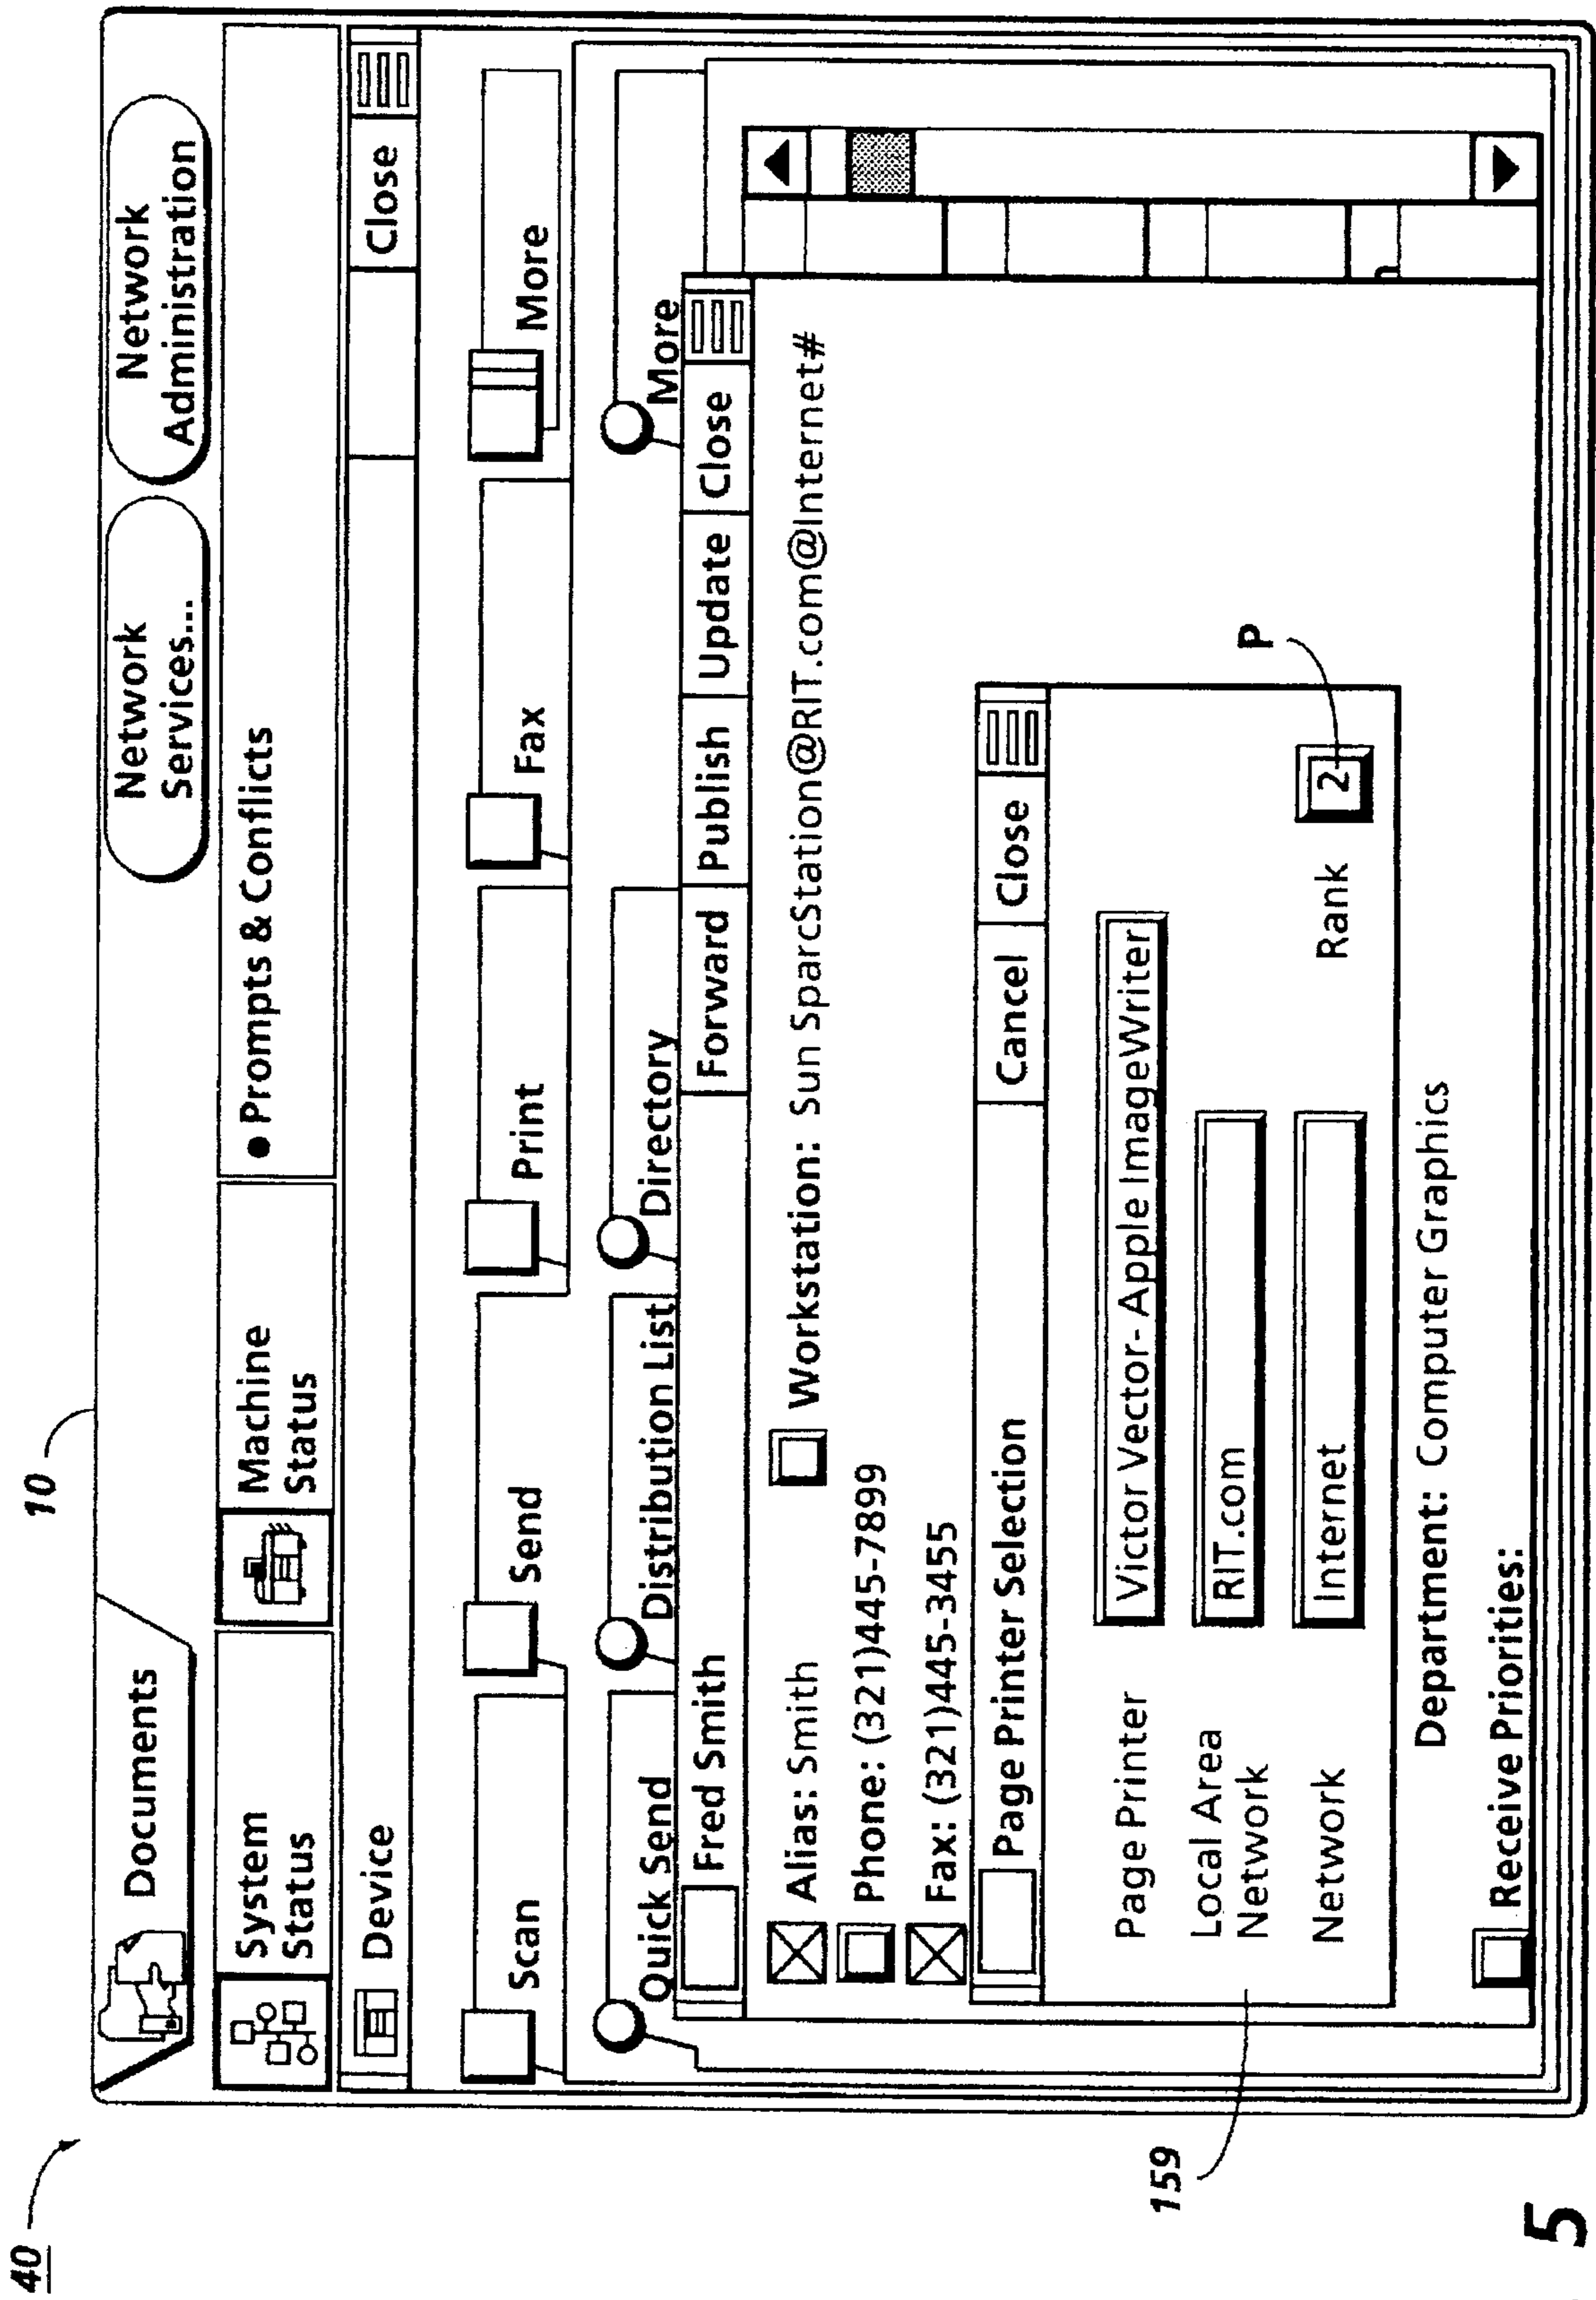 40
10
Documents
Network
Services...
Network
Administration
System
Status
Machine
Status
● Prompts & Conflicts
Device
Close
Scan
Send
Print
Fax
More
Quick Send
Distribution List
Directory
More
Fred Smith
Forward
Publish
Update
Close
Alias: Smith
Workstation: Sun SparcStation@RIT.com@Internet#
Phone: (321)445-7899
Fax: (321)445-3455
Page Printer Selection
Cancel
Close
Page Printer
Victor Vector- Apple ImageWriter
Local Area
Network
RIT.com
Network
Internet
Rank
2
P
159
Department: Computer Graphics
Receive Priorities:
5